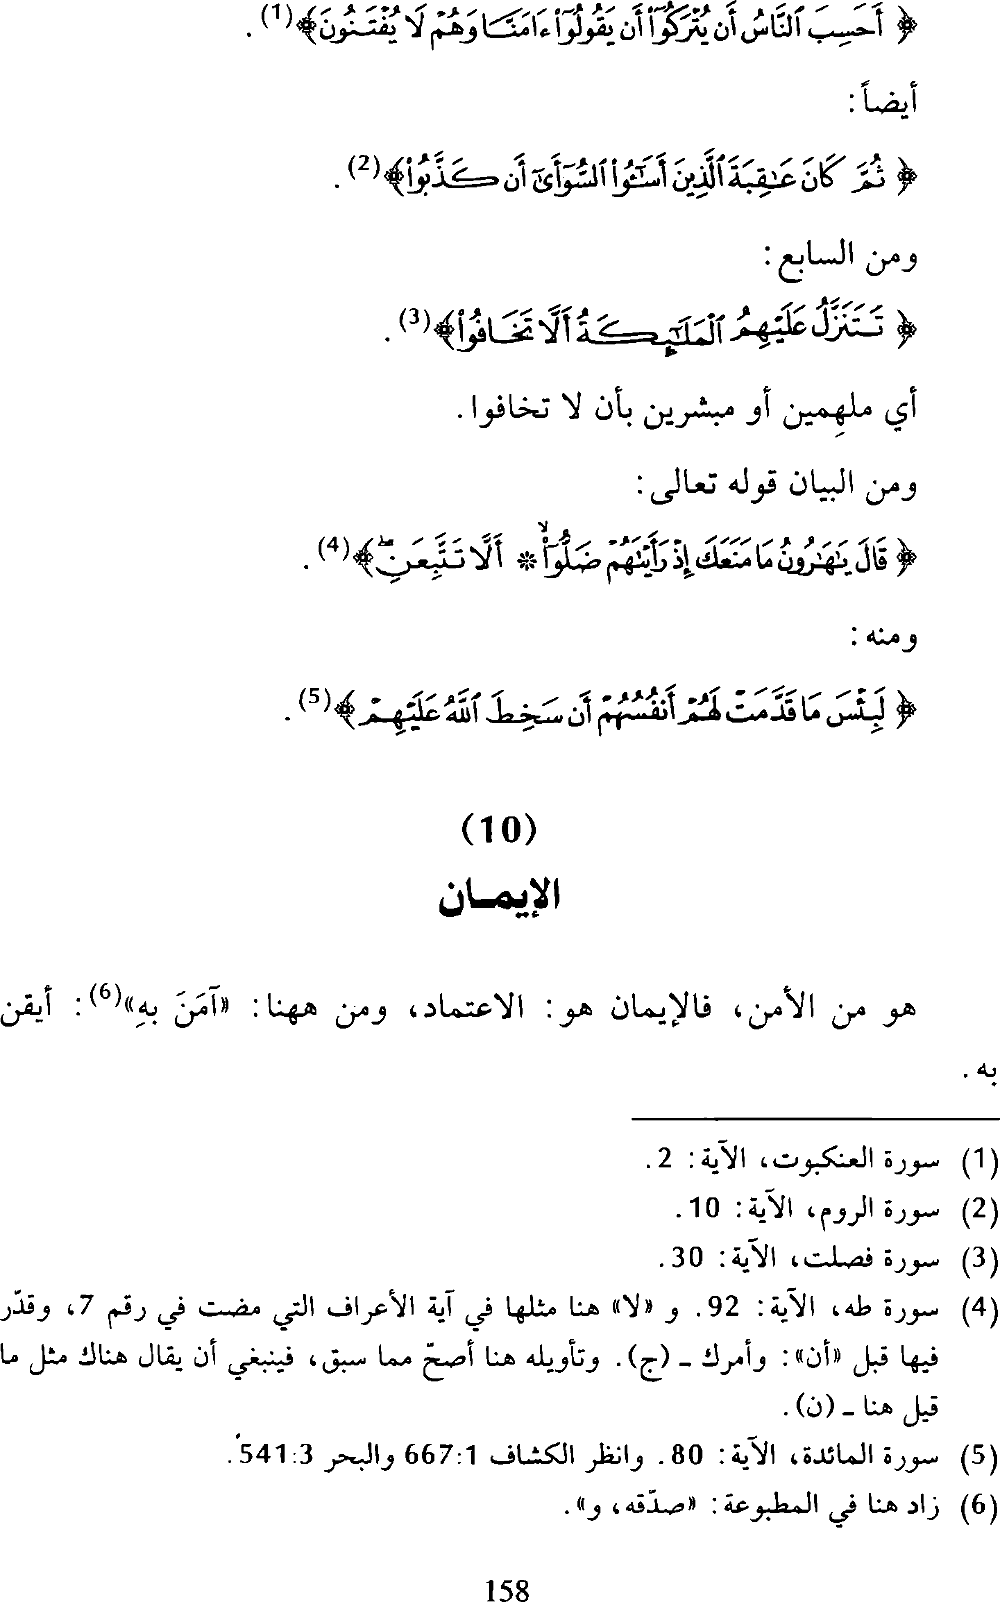 ﴿ أَحَسِبَ ٱلنَّاسُ أَن يُتْرَكُوٓا۟ أَن يَقُولُوٓا۟ ءَامَنَّا وَهُمْ لَا يُفْتَنُونَ﴾(1).
أيضاً:
﴿ ثُمَّ كَانَ عَـٰقِبَةَ ٱلَّذِينَ أَسَـٰٓـُٔوا۟ ٱلسُّوٓأَىٰٓ أَن كَذَّبُوا۟﴾(2).
ومن السابع:
﴿ تَتَنَزَّلُ عَلَيْهِمُ ٱلْمَلَـٰٓئِكَةُ أَلَّا تَخَافُوا۟﴾(3).
أي ملهِمين أو مبشرين بأن لا تخافوا.
ومن البيان قوله تعالى:
﴿ قَالَ يَـٰهَـٰرُونُ مَا مَنَعَكَ إِذْ رَأَيْتَهُمْ ضَلُّوٓا۟ۙ * أَلَّا تَتَّبِعَنِۖ﴾(4).
ومنه:
﴿ لَبِئْسَ مَا قَدَّمَتْ لَهُمْ أَنفُسُهُمْ أَن سَخِطَ ٱللَّهُ عَلَيْهِمْ﴾(5).
(10)
الإيمـان
هو من الأمن، فالإيمان هو: الاعتماد، ومن ههنا: «آمَنَ بهِ»(6): أيقن
به.
(1) سورة العنكبوت، الآية: 2.
(2) سورة الروم، الآية: 10.
(3) سورة فصلت، الآية: 30.
(4) سورة طه، الآية: 92. و «لا» هنا مثلها في آية الأعراف التي مضت في رقم 7، وقدّر
فيها قبل «أن»: وأمرك ـ (ج). وتأويله هنا أصحّ مما سبق، فينبغي أن يقال هناك مثل ما
قيل هنا ـ (ن).
(5) سورة المائدة، الآية: 80. وانظر الكشاف 1:667 والبحر 3:541.
(6) زاد هنا في المطبوعة: «صدّقه، و».
158